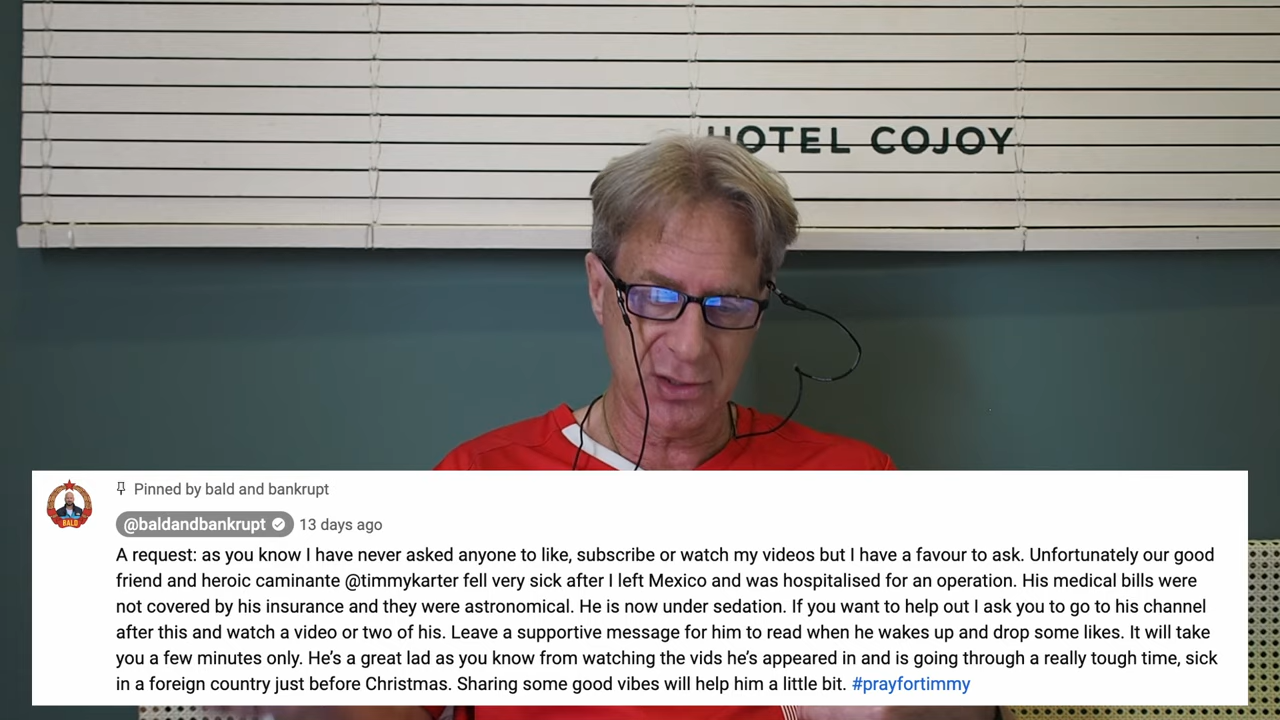 HOTEL COJOY
Pinned by bald and bankrupt
@baldandbankrupt 13 days ago
A request: as you know I have never asked anyone to like, subscribe or watch my videos but I have a favour to ask. Unfortunately our good
friend and heroic caminante @timmykarter fell very sick after I left Mexico and was hospitalised for an operation. His medical bills were
not covered by his insurance and they were astronomical. He is now under sedation. If you want to help out I ask you to go to his channel
after this and watch a video or two of his. Leave a supportive message for him to read when he wakes up and drop some likes. It will take
you a few minutes only. He’s a great lad as you know from watching the vids he’s appeared in and is going through a really tough time, sick
in a foreign country just before Christmas. Sharing some good vibes will help him a little bit. #prayfortimmy
BALD